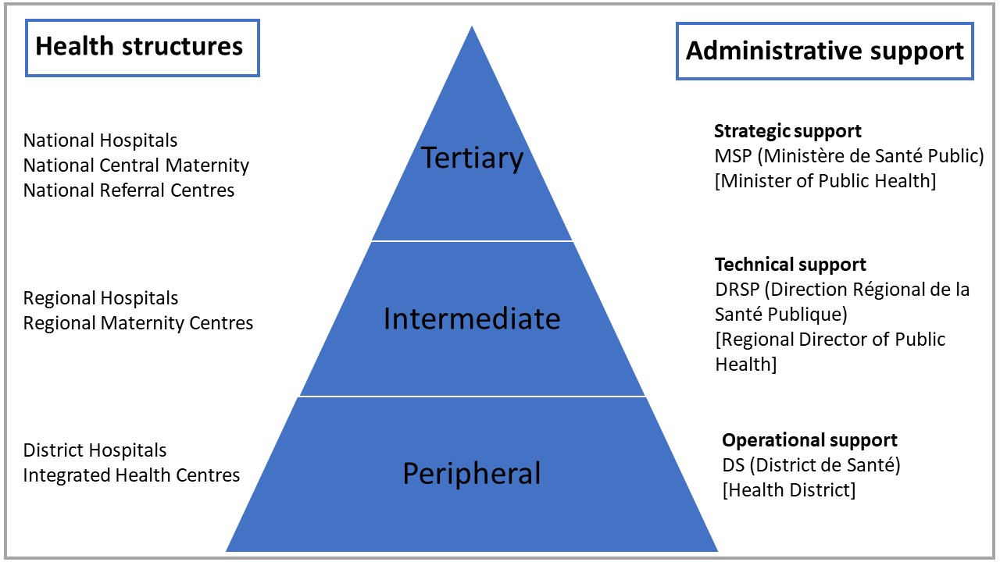 Health structures
Administrative support
National Hospitals
National Central Maternity
National Referral Centres
Tertiary
Strategic support
MSP (Ministère de Santé Public)
[Minister of Public Health]
Regional Hospitals
Regional Maternity Centres
Intermediate
Technical support
DRSP (Direction Régional de la
Santé Publique)
[Regional Director of Public
Health]
District Hospitals
Integrated Health Centres
Peripheral
Operational support
DS (District de Santé)
[Health District]